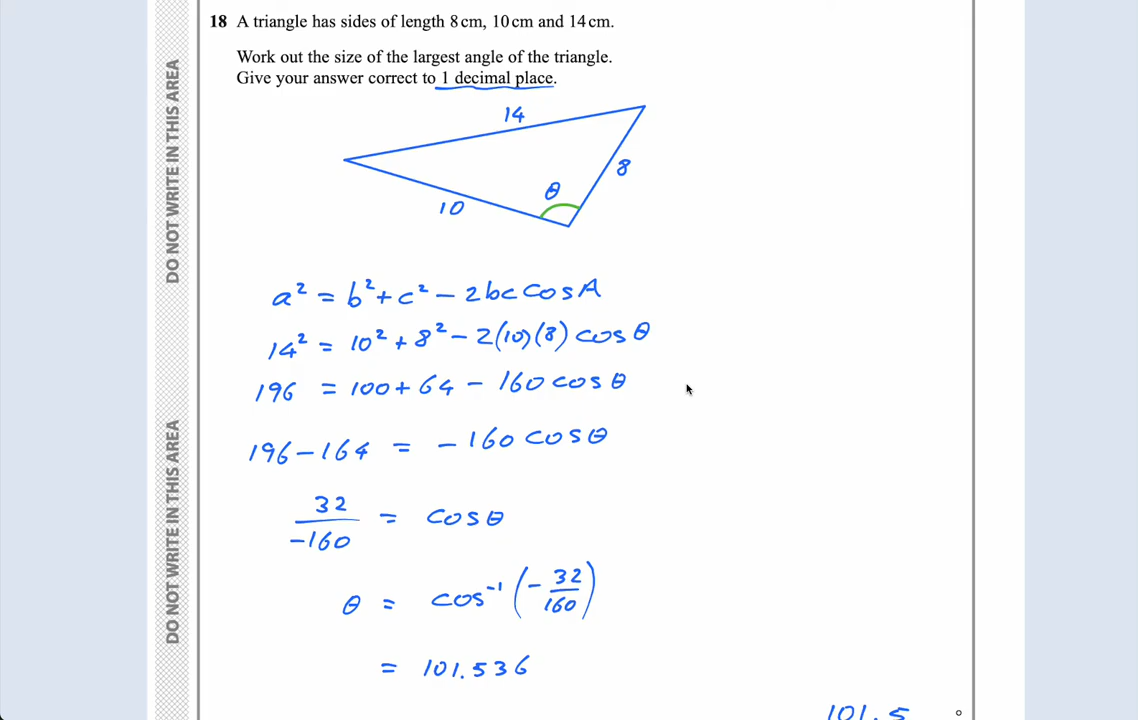 18 A triangle has sides of length 8 cm, 10 cm and 14 cm.
Work out the size of the largest angle of the triangle.
Give your answer correct to 1 decimal place.
DO NOT WRITE IN THIS AREA
14
8
θ
10
a² = b² + c² - 2bc cos A
14² = 10² + 8² - 2(10)(8) cos θ
196 = 100 + 64 - 160 cos θ
196 - 164 = -160 cos θ
32/-160 = cos θ
DO NOT WRITE IN THIS AREA
θ = cos⁻¹(-32/160)
= 101.536
101.5 °